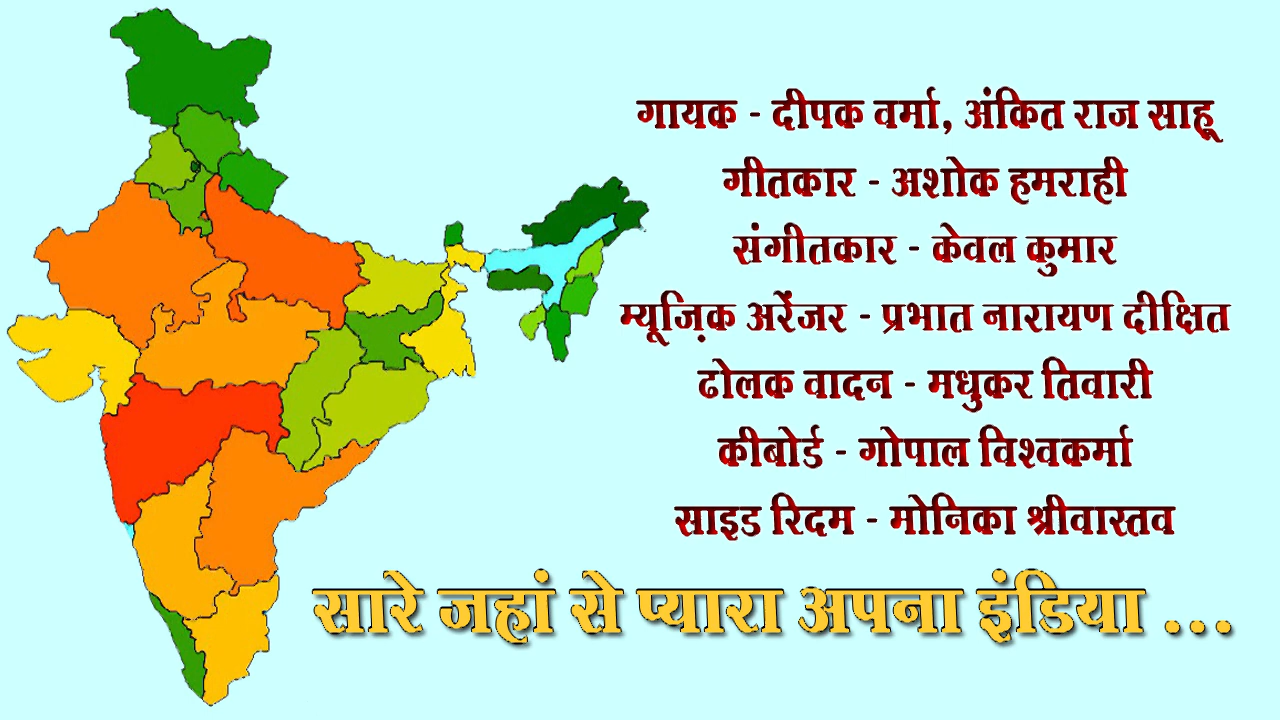 गायक - दीपक वर्मा, अंकित राज साहू
गीतकार - अशोक हमराही
संगीतकार - केवल कुमार
म्यूज़िक अरेंजर - प्रभात नारायण दीक्षित
ढोलक वादन - मधुकर तिवारी
कीबोर्ड - गोपाल विश्वकर्मा
साइड रिदम - मोनिका श्रीवास्तव
सारे जहां से प्यारा अपना इंडिया ...